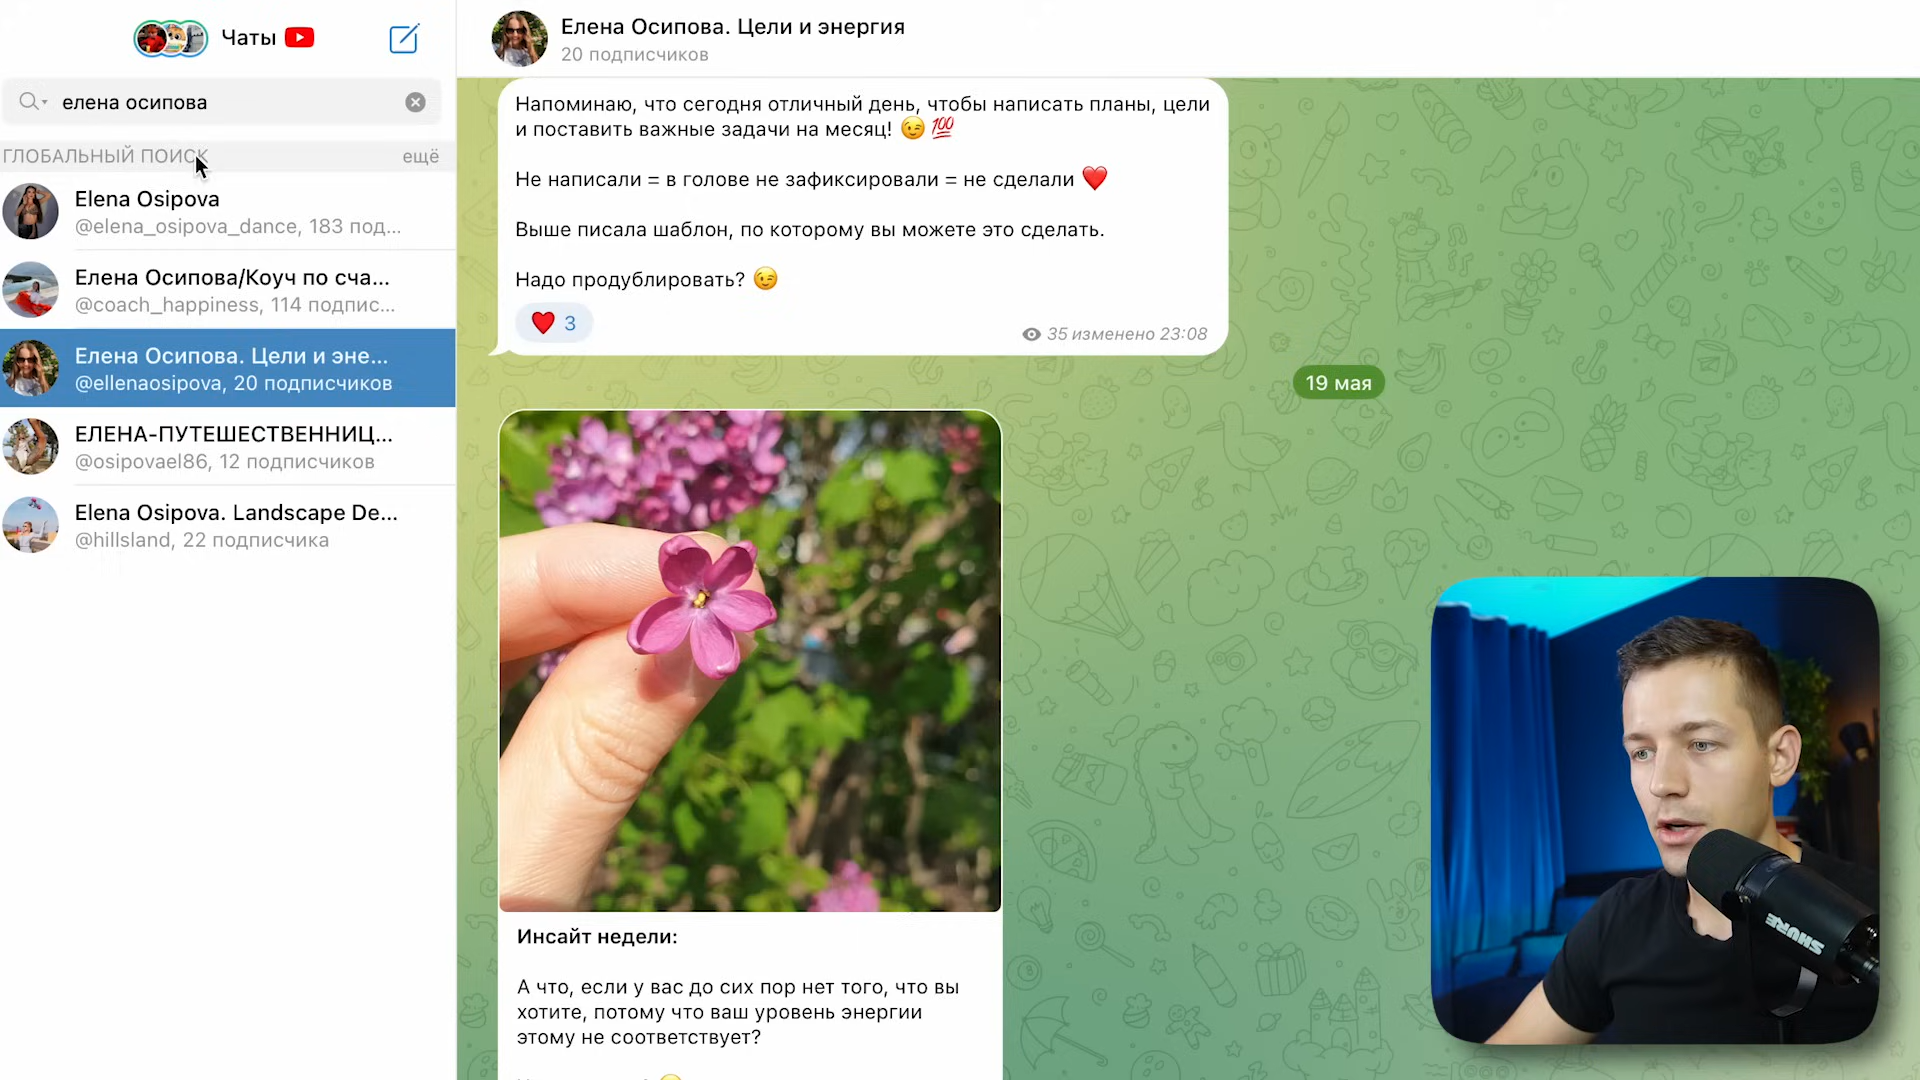 Чаты
елена осипова
ГЛОБАЛЬНЫЙ ПОИСК
ещё
Elena Osipova
@elena_osipova_dance, 183 под...
Елена Осипова/Коуч по сча...
@coach_happiness, 114 подпис...
Елена Осипова. Цели и эне...
@ellenaosipova, 20 подписчиков
ЕЛЕНА-ПУТЕШЕСТВЕННИЦ...
@osipovael86, 12 подписчиков
Elena Osipova. Landscape De...
@hillsland, 22 подписчика
Елена Осипова. Цели и энергия
20 подписчиков
Напоминаю, что сегодня отличный день, чтобы написать планы, цели
и поставить важные задачи на месяц! 😉 💯
Не написали = в голове не зафиксировали = не сделали ❤️
Выше писала шаблон, по которому вы можете это сделать.
Надо продублировать? 😉
❤️ 3
35 изменено 23:08
19 мая
Инсайт недели:
А что, если у вас до сих пор нет того, что вы
хотите, потому что ваш уровень энергии
этому не соответствует?
SHURE